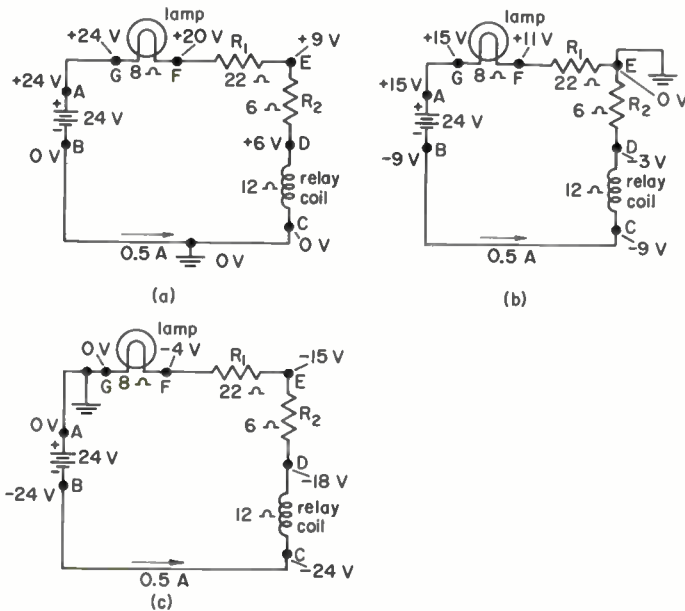 lamp
+24 V
+20 V
R1
+9 V
G
8 Ω
F
22 Ω
E
+24 V
A
+
24 V
-
B
0 V
6 Ω
R2
+6 V
D
12 Ω
relay
coil
C
0 V
0.5 A
0 V
(a)
lamp
+15 V
+11 V
R1
G
8 Ω
F
22 Ω
E
0 V
+15 V
A
+
24 V
-
B
-9 V
6 Ω
R2
D
-3 V
12 Ω
relay
coil
C
-9 V
0.5 A
(b)
lamp
0 V
-4 V
R1
-15 V
G
8 Ω
F
22 Ω
E
0 V
A
+
24 V
-
B
-24 V
6 Ω
R2
D
-18 V
12 Ω
relay
coil
C
-24 V
0.5 A
(c)